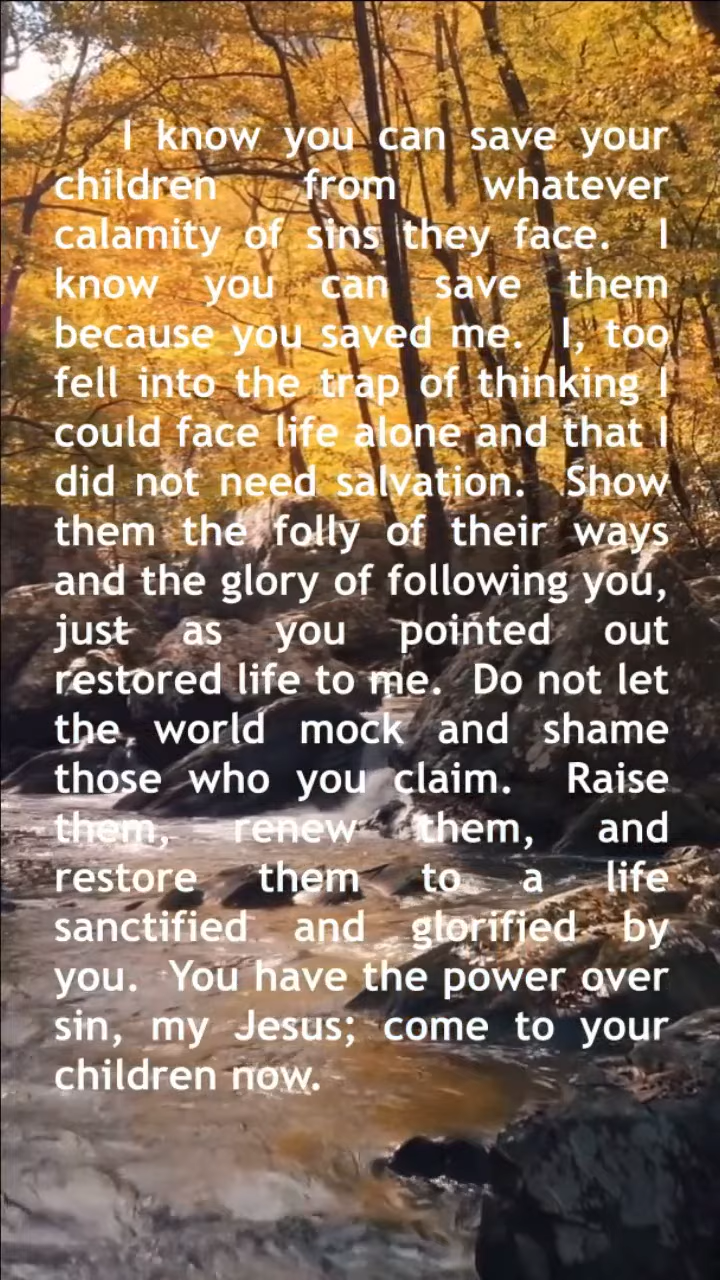 I know you can save your
children from whatever
calamity of sins they face. I
know you can save them
because you saved me. I, too
fell into the trap of thinking I
could face life alone and that I
did not need salvation. Show
them the folly of their ways
and the glory of following you,
just as you pointed out
restored life to me. Do not let
the world mock and shame
those who you claim. Raise
them, renew them, and
restore them to a life
sanctified and glorified by
you. You have the power over
sin, my Jesus; come to your
children now.